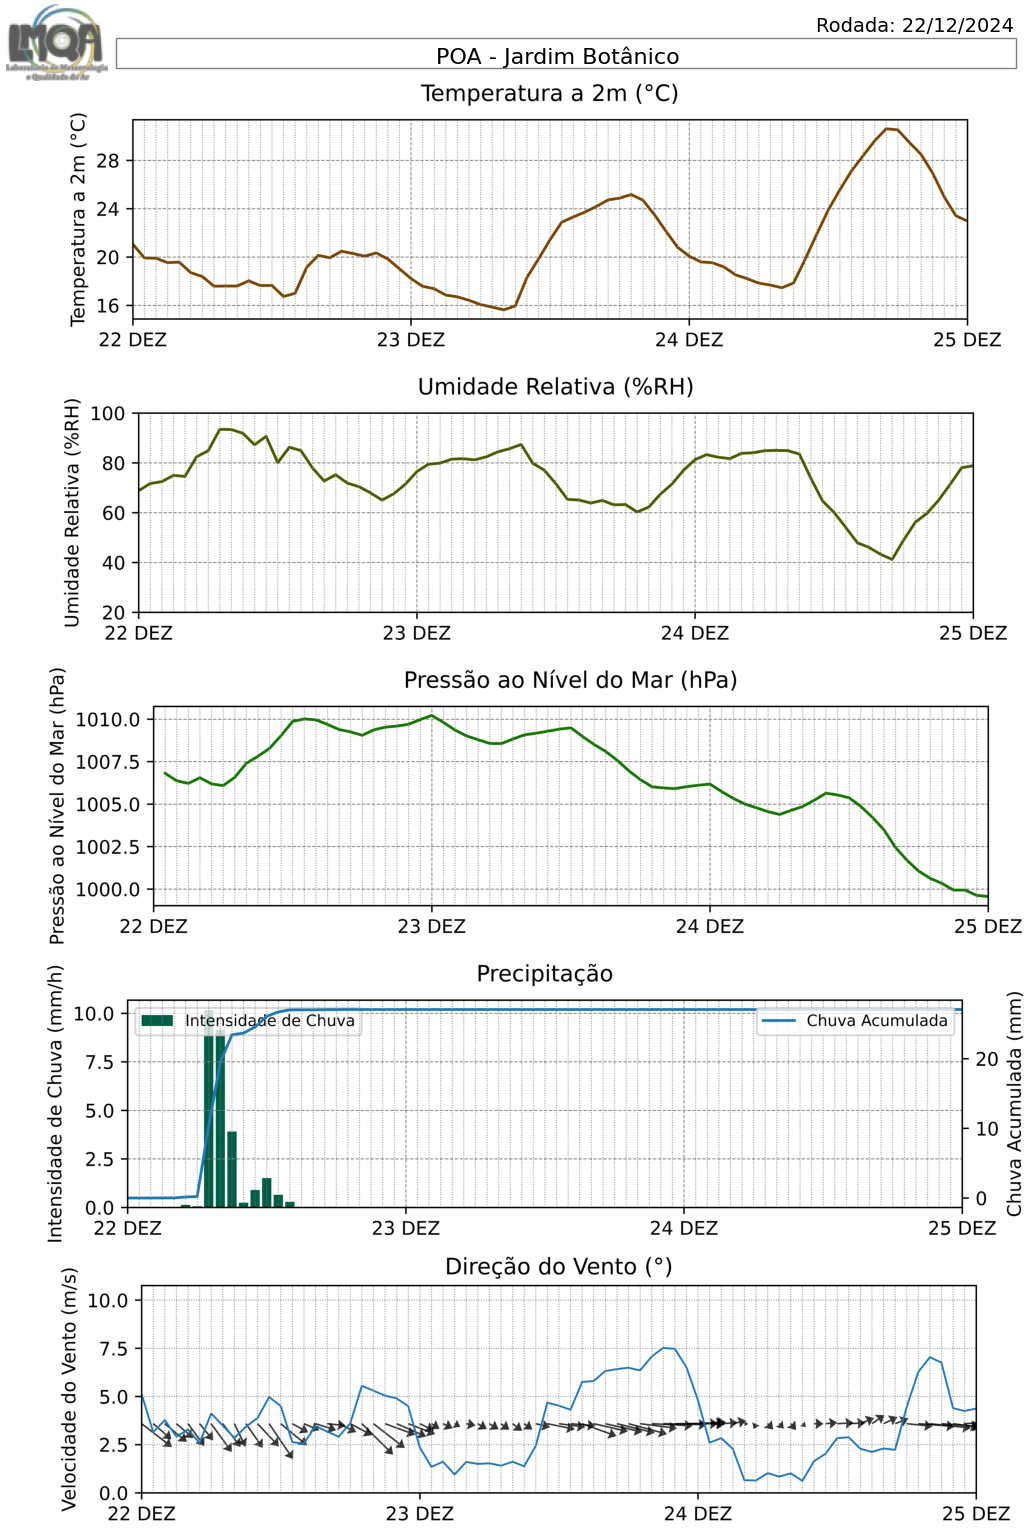 Rodada: 22/12/2024
LMQA
Laboratório de Meteorologia
e Qualidade do Ar
POA - Jardim Botânico
Temperatura a 2m (°C)
Temperatura a 2m (°C)
28
24
20
16
22 DEZ 23 DEZ 24 DEZ 25 DEZ
Umidade Relativa (%RH)
Umidade Relativa (%RH)
100
80
60
40
20
22 DEZ 23 DEZ 24 DEZ 25 DEZ
Pressão ao Nível do Mar (hPa)
Pressão ao Nível do Mar (hPa)
1010.0
1007.5
1005.0
1002.5
1000.0
22 DEZ 23 DEZ 24 DEZ 25 DEZ
Precipitação
Intensidade de Chuva (mm/h)
10.0
7.5
5.0
2.5
0.0
Intensidade de Chuva
Chuva Acumulada
20
10
0
Chuva Acumulada (mm)
22 DEZ 23 DEZ 24 DEZ 25 DEZ
Direção do Vento (°)
Velocidade do Vento (m/s)
10.0
7.5
5.0
2.5
0.0
22 DEZ 23 DEZ 24 DEZ 25 DEZ